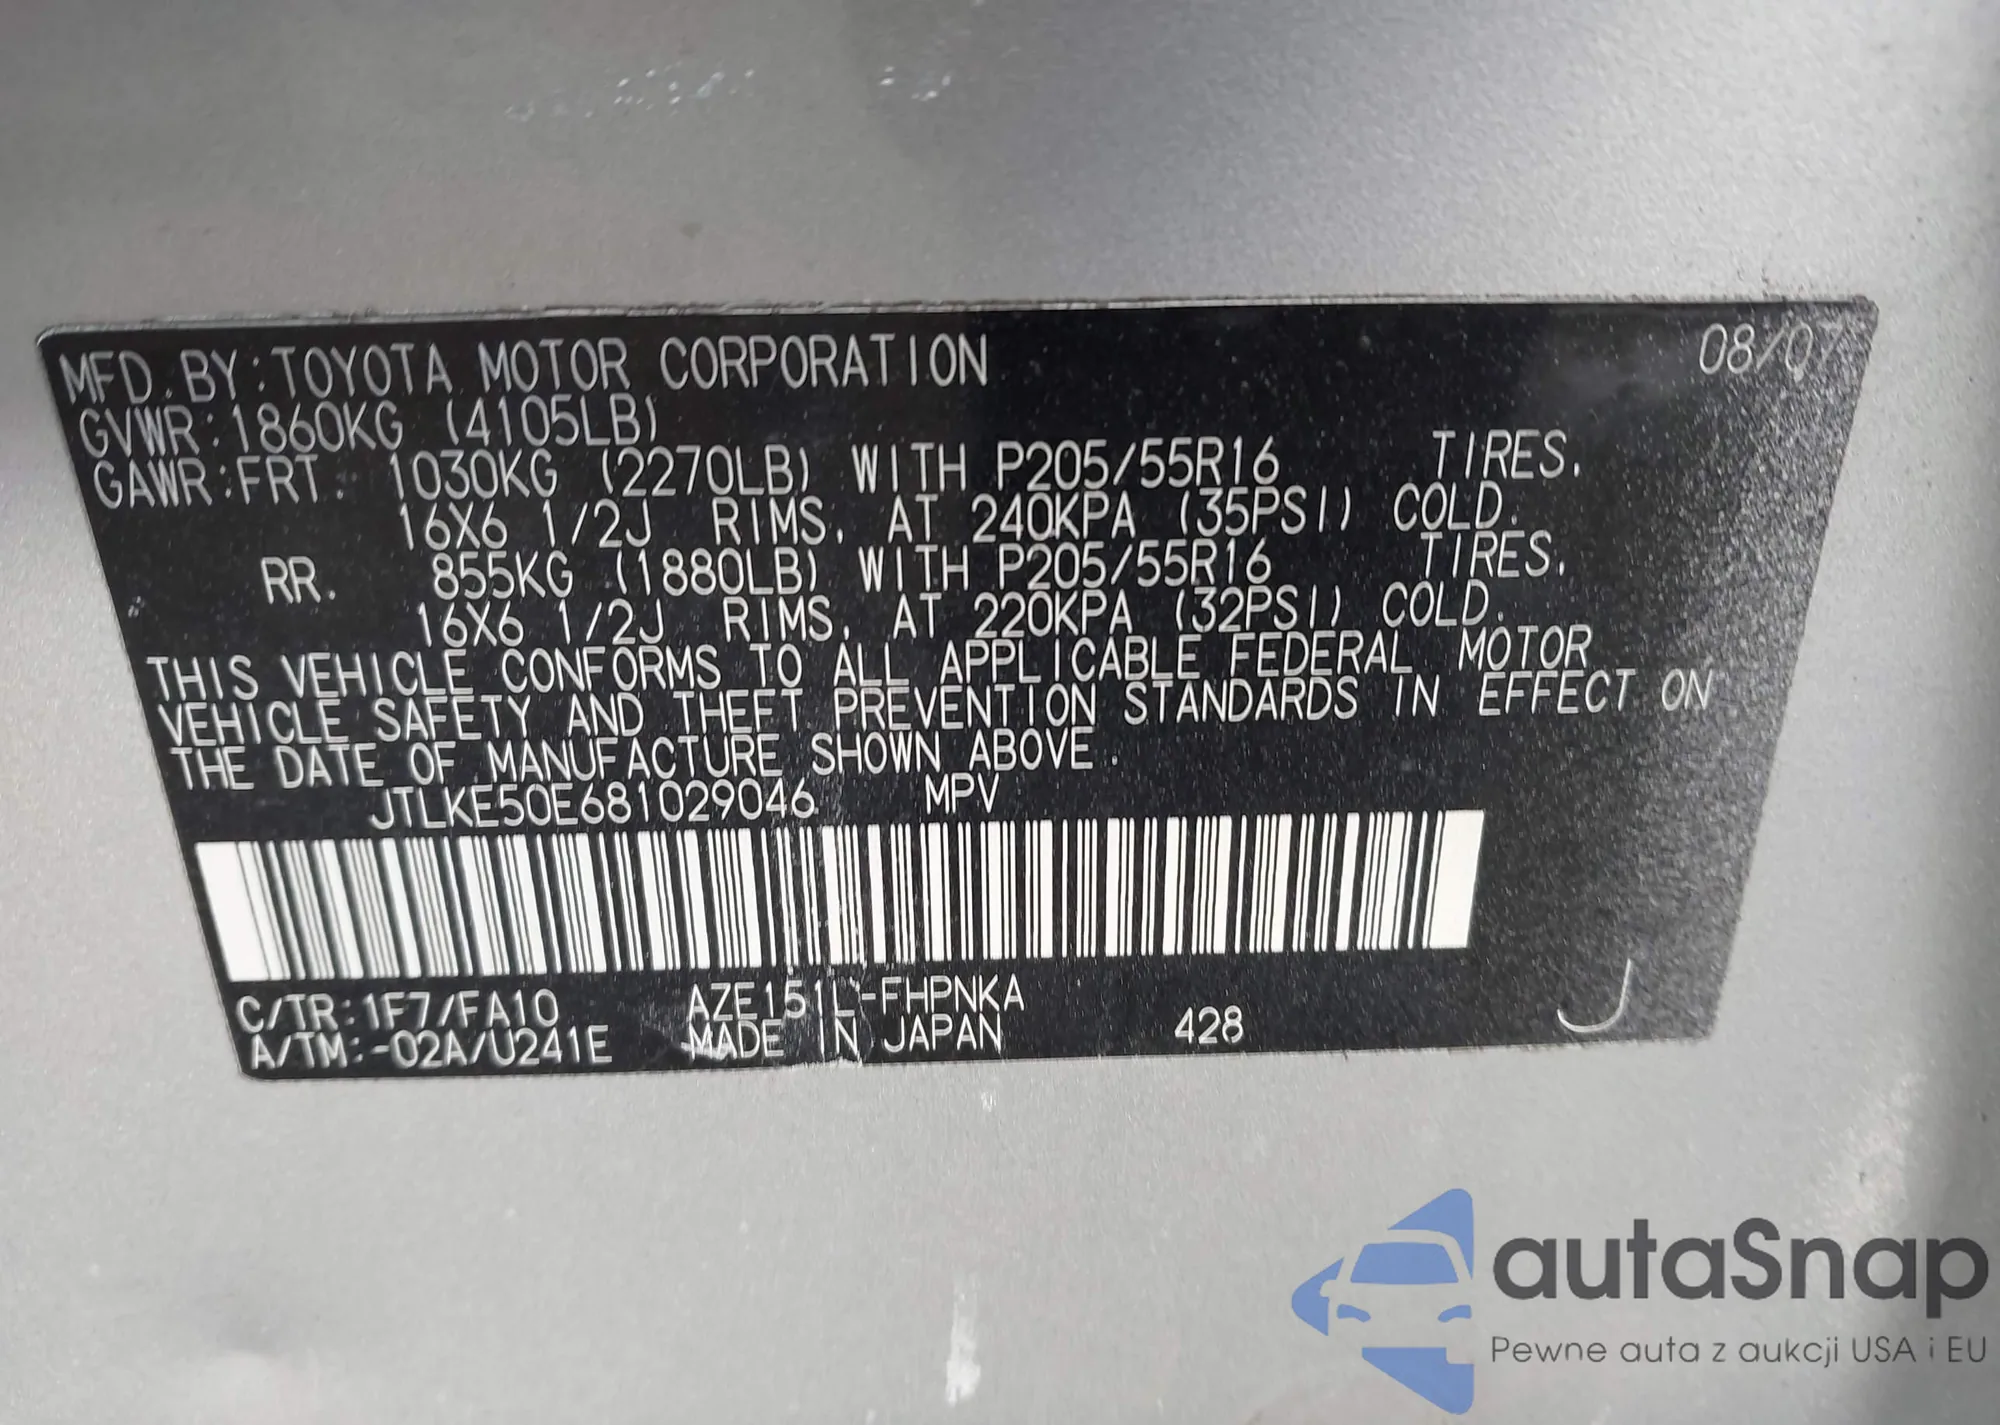 MFD. BY: TOYOTA MOTOR CORPORATION 08/07
GVWR: 1860KG (4105LB)
GAWR: FRT. 1030KG (2270LB) WITH P205/55R16 TIRES.
16X6 1/2J RIMS. AT 240KPA (35PSI) COLD.
RR. 855KG (1880LB) WITH P205/55R16 TIRES.
16X6 1/2J RIMS. AT 220KPA (32PSI) COLD.
THIS VEHICLE CONFORMS TO ALL APPLICABLE FEDERAL MOTOR
VEHICLE SAFETY AND THEFT PREVENTION STANDARDS IN EFFECT ON
THE DATE OF MANUFACTURE SHOWN ABOVE.
JTLKE50E681029046 MPV
C/TR: 1F7/FA10 AZE151L-FHPNKA
A/TM: -02A/U241E MADE IN JAPAN 428
J
autaSnap
Pewne auta z aukcji USA i EU